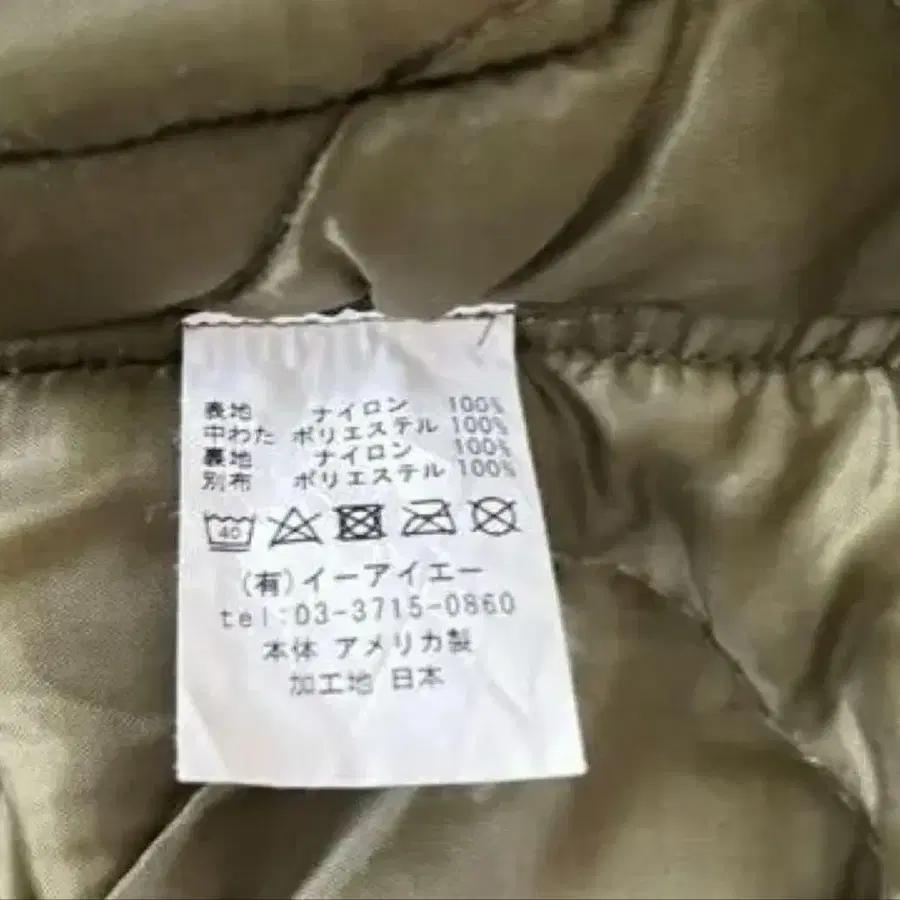 表地 ナイロン 100%
中わた ポリエステル 100%
裏地 ナイロン 100%
別布 ポリエステル 100%
40
(有)イーアイエー
tel:03-3715-0860
本体 アメリカ製
加工地 日本